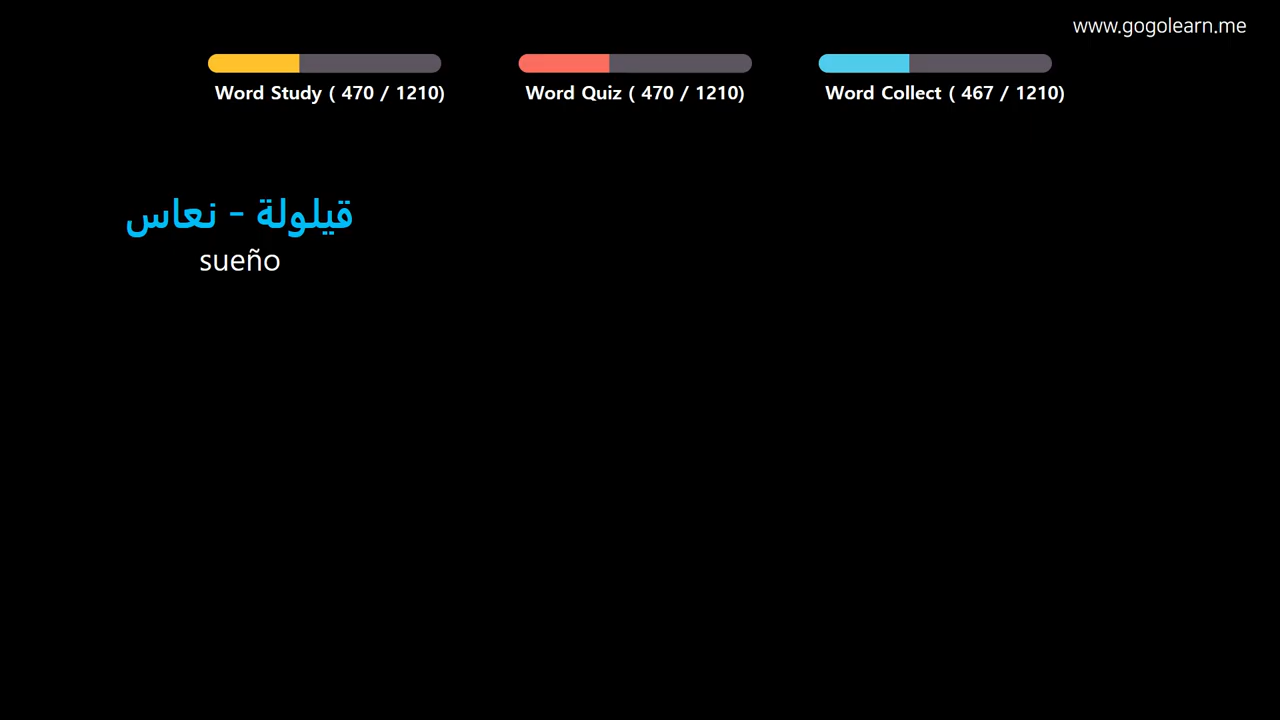 www.gogolearn.me
Word Study ( 470 / 1210)
Word Quiz ( 470 / 1210)
Word Collect ( 467 / 1210)
قيلولة - نعاس
sueño